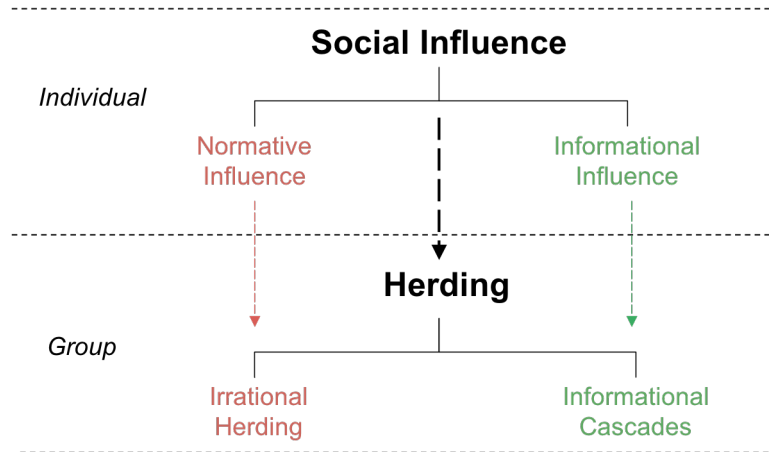 Social Influence
Individual
Normative
Influence
Informational
Influence
Herding
Group
Irrational
Herding
Informational
Cascades